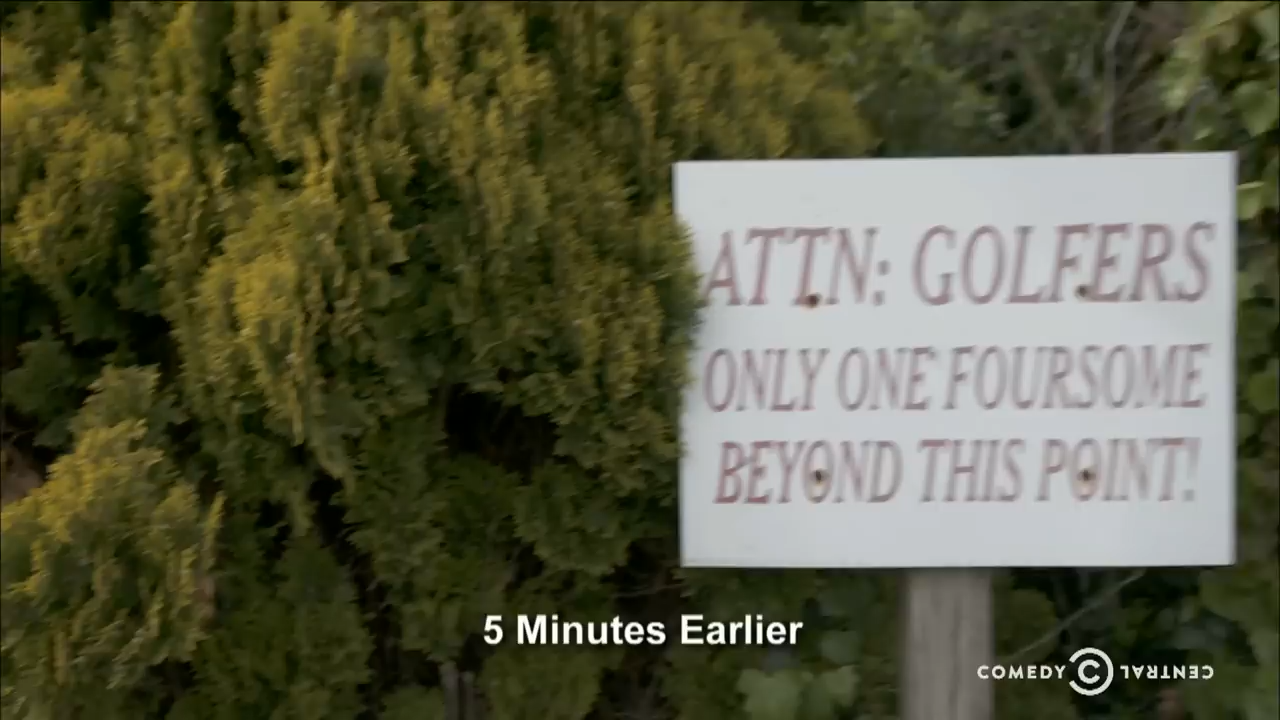 ATTN: GOLFERS
ONLY ONE FOURSOME
BEYOND THIS POINT!
5 Minutes Earlier
COMEDY CENTRAL